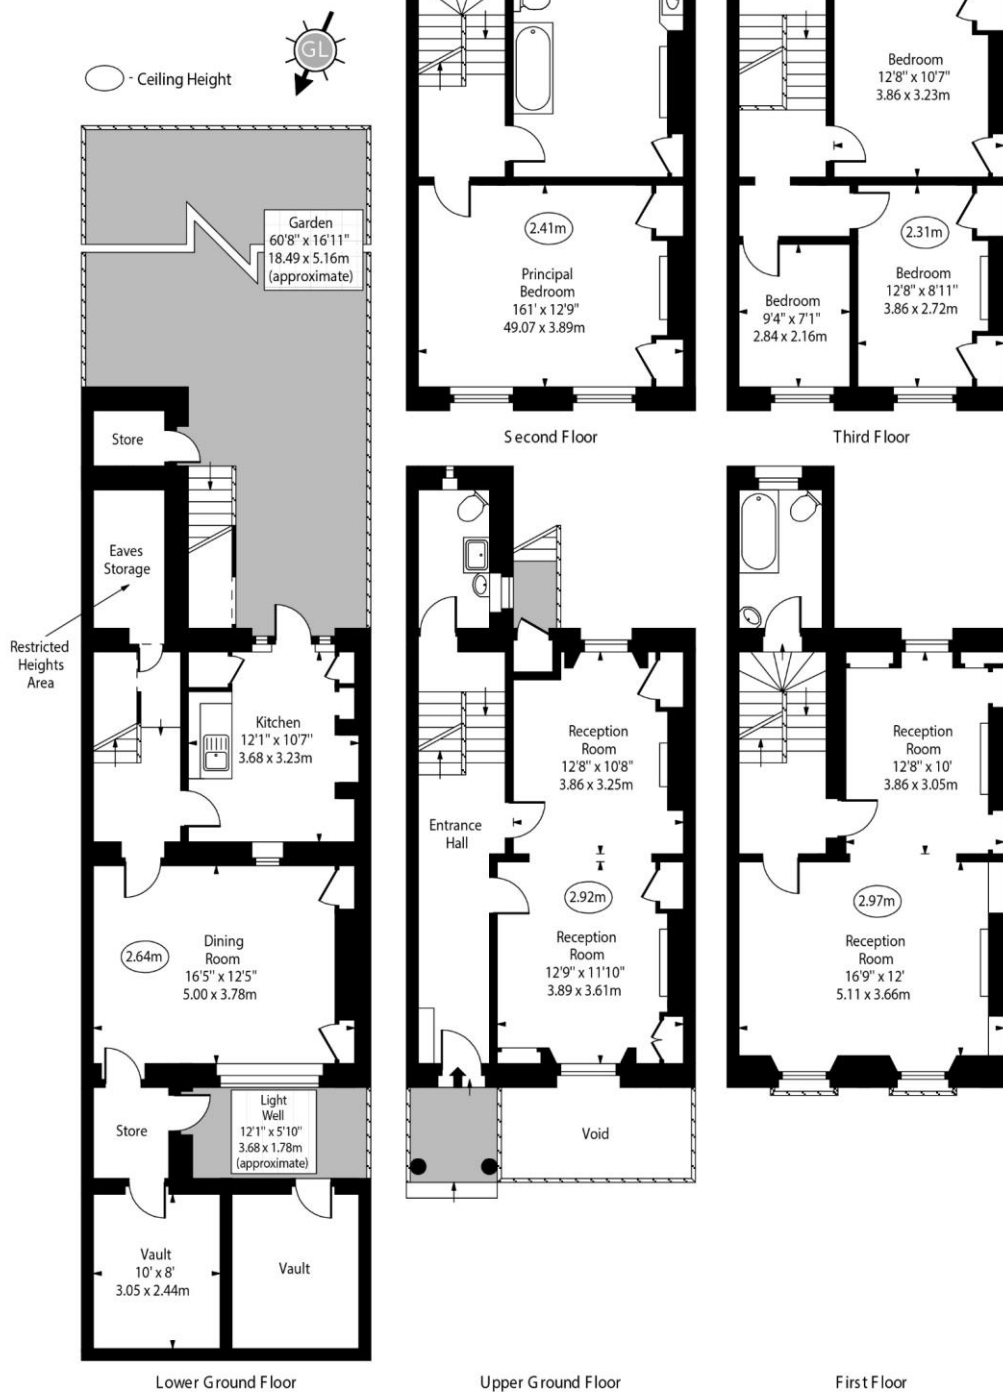 GL
- Ceiling Height
Garden
60'8" x 16'11"
18.49 x 5.16m
(approximate)
Bedroom
12'8" x 10'7"
3.86 x 3.23m
2.41m
Principal
Bedroom
161' x 12'9"
49.07 x 3.89m
2.31m
Bedroom
12'8" x 8'11"
3.86 x 2.72m
Bedroom
9'4" x 7'1"
2.84 x 2.16m
Second Floor
Third Floor
Store
Eaves
Storage
Restricted
Heights
Area
Kitchen
12'1" x 10'7"
3.68 x 3.23m
2.64m
Dining
Room
16'5" x 12'5"
5.00 x 3.78m
Store
Light
Well
12'1" x 5'10"
3.68 x 1.78m
(approximate)
Vault
10' x 8'
3.05 x 2.44m
Vault
Lower Ground Floor
Reception
Room
12'8" x 10'8"
3.86 x 3.25m
Entrance
Hall
2.92m
Reception
Room
12'9" x 11'10"
3.89 x 3.61m
Void
Upper Ground Floor
Reception
Room
12'8" x 10'
3.86 x 3.05m
2.97m
Reception
Room
16'9" x 12'
5.11 x 3.66m
First Floor